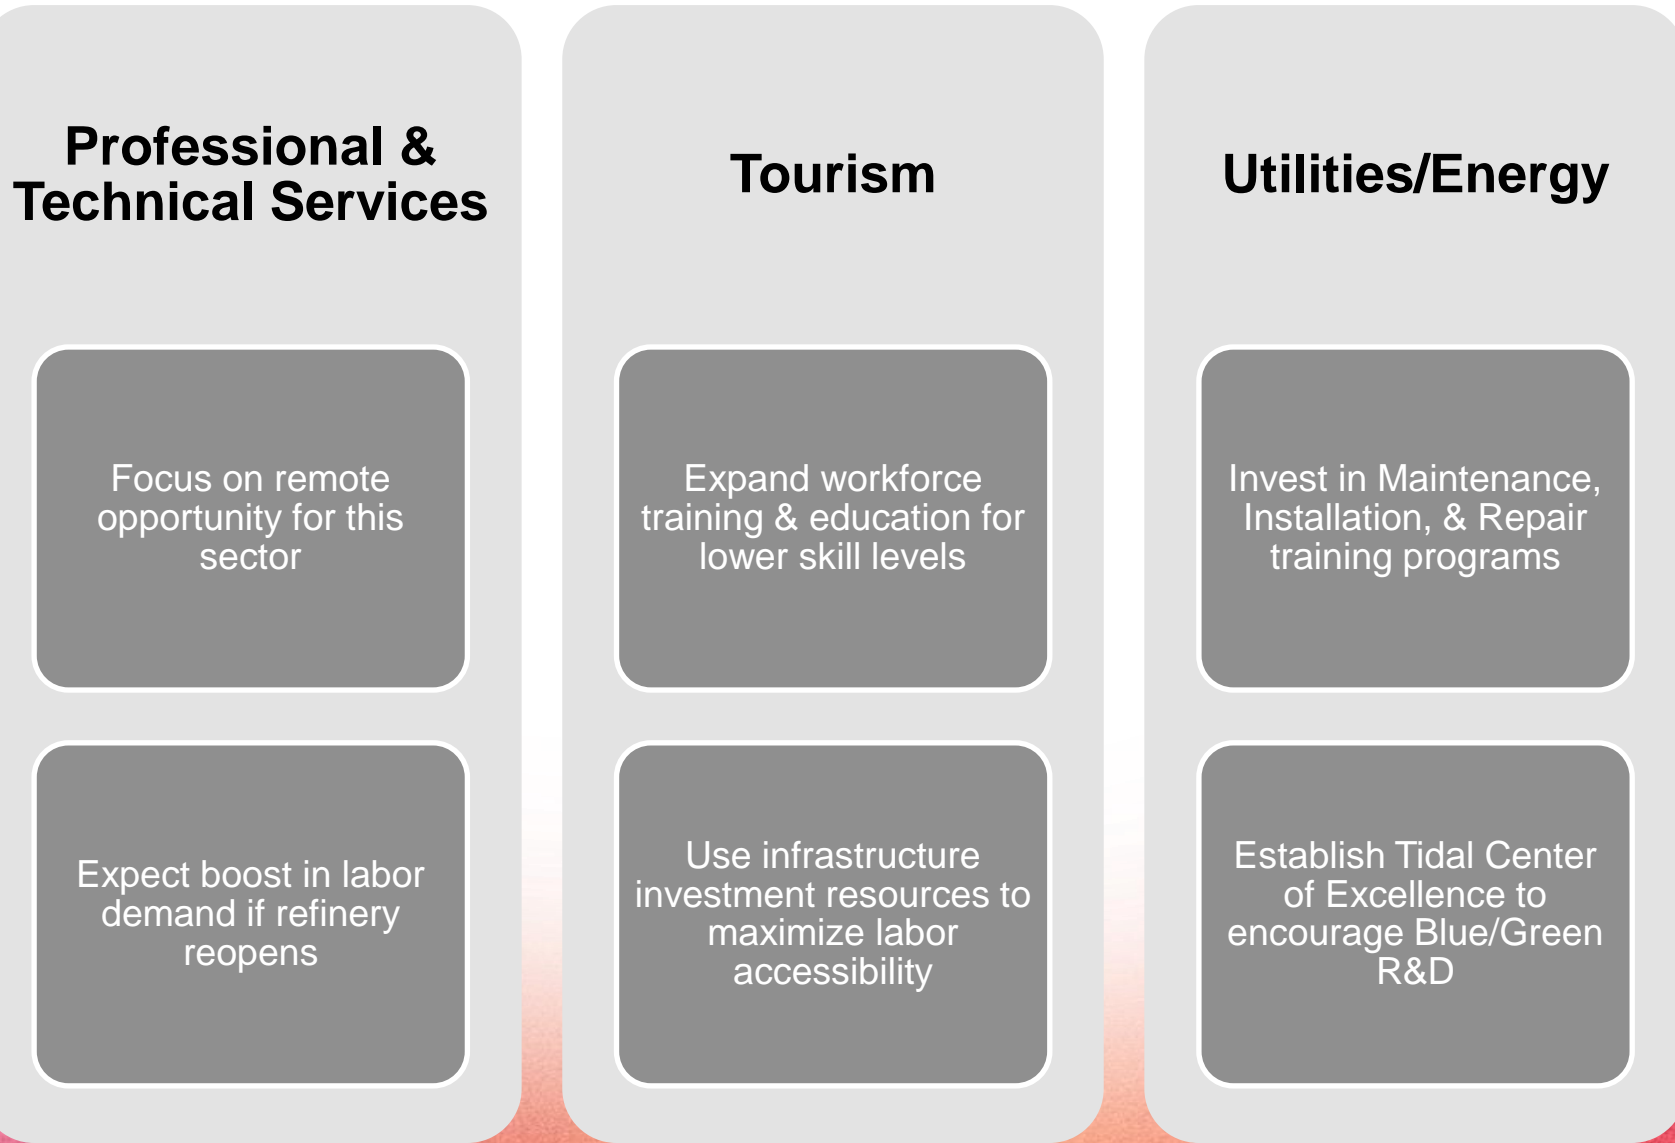 Professional &
Technical Services
Focus on remote
opportunity for this
sector
Expect boost in labor
demand if refinery
reopens
Tourism
Expand workforce
training & education for
lower skill levels
Use infrastructure
investment resources to
maximize labor
accessibility
Utilities/Energy
Invest in Maintenance,
Installation, & Repair
training programs
Establish Tidal Center
of Excellence to
encourage Blue/Green
R&D